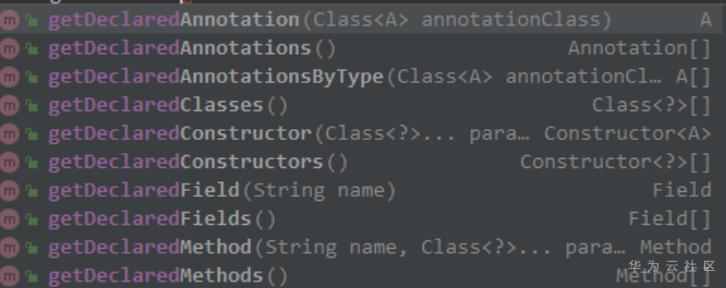 getDeclaredAnnotation(Class<A> annotationClass) A
getDeclaredAnnotations() Annotation[]
getDeclaredAnnotationsByType(Class<A> annotationCl… A[]
getDeclaredClasses() Class<?>[]
getDeclaredConstructor(Class<?>... para… Constructor<A>
getDeclaredConstructors() Constructor<?>[]
getDeclaredField(String name) Field
getDeclaredFields() Field[]
getDeclaredMethod(String name, Class<?>... para… Method
getDeclaredMethods() Method[]
华为云社区